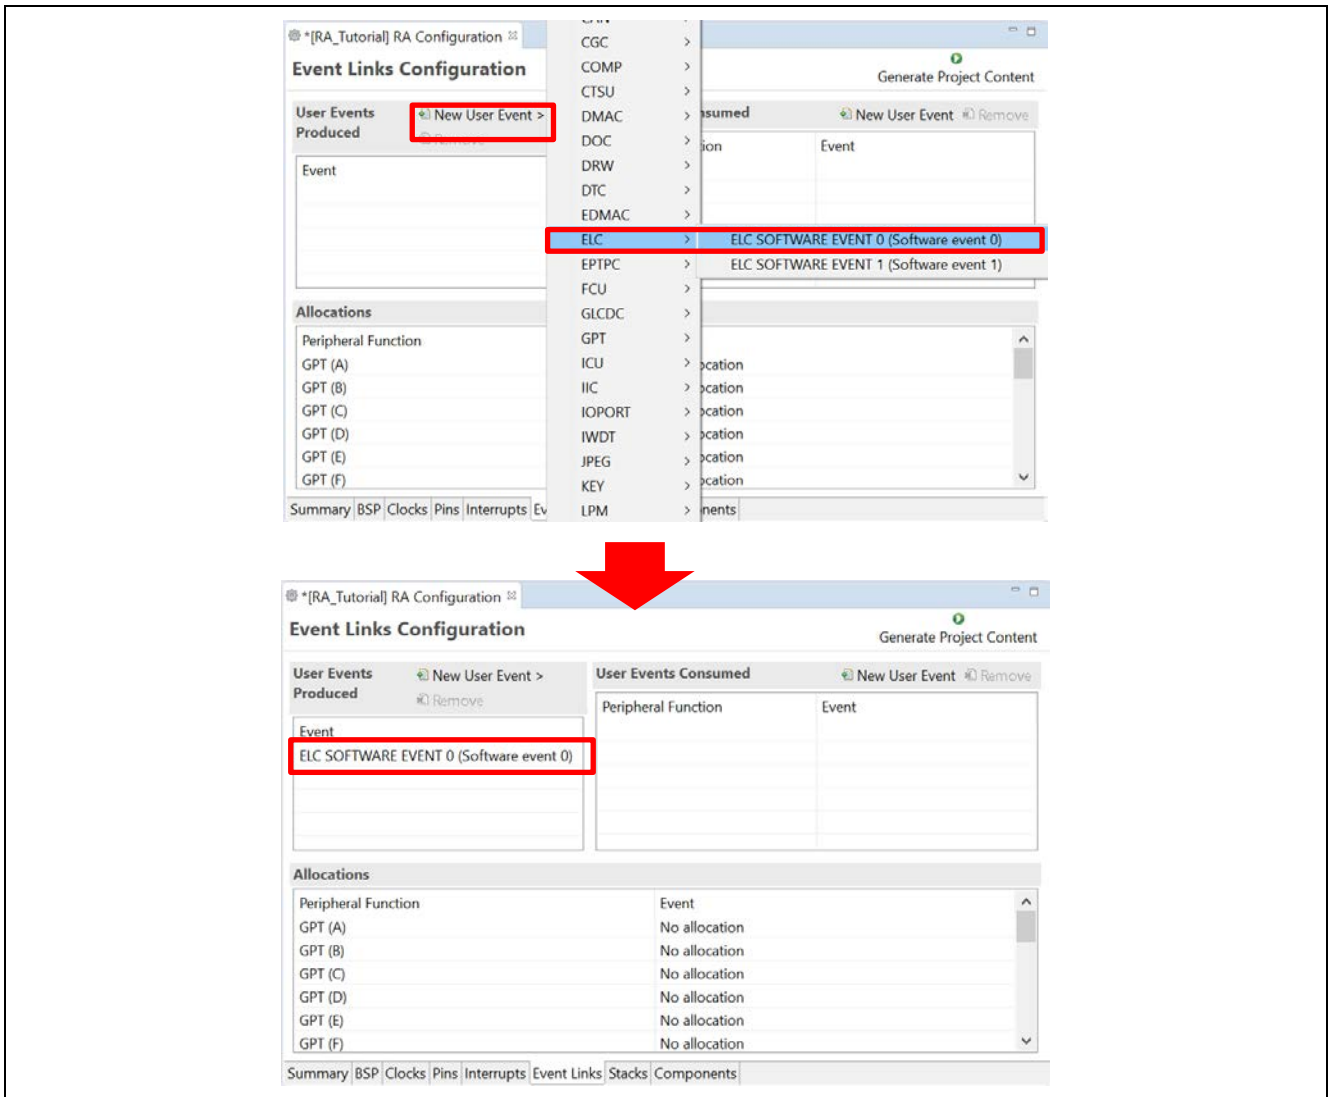 *[RA_Tutorial] RA Configuration
Event Links Configuration
Generate Project Content
User Events Produced
New User Event >
Remove
New User Event
Remove
Event
Event
CGC
COMP
CTSU
DMAC
DOC
DRW
DTC
EDMAC
ELC
EPTPC
FCU
GLCDC
GPT
ICU
IIC
IOPORT
IWDT
JPEG
KEY
LPM
ELC SOFTWARE EVENT 0 (Software event 0)
ELC SOFTWARE EVENT 1 (Software event 1)
Allocations
Peripheral Function
GPT (A)
GPT (B)
GPT (C)
GPT (D)
GPT (E)
GPT (F)
Summary BSP Clocks Pins Interrupts
*[RA_Tutorial] RA Configuration
Event Links Configuration
Generate Project Content
User Events Produced
New User Event >
Remove
User Events Consumed
New User Event
Remove
Event
ELC SOFTWARE EVENT 0 (Software event 0)
Peripheral Function Event
Allocations
Peripheral Function Event
GPT (A) No allocation
GPT (B) No allocation
GPT (C) No allocation
GPT (D) No allocation
GPT (E) No allocation
GPT (F) No allocation
Summary BSP Clocks Pins Interrupts Event Links Stacks Components